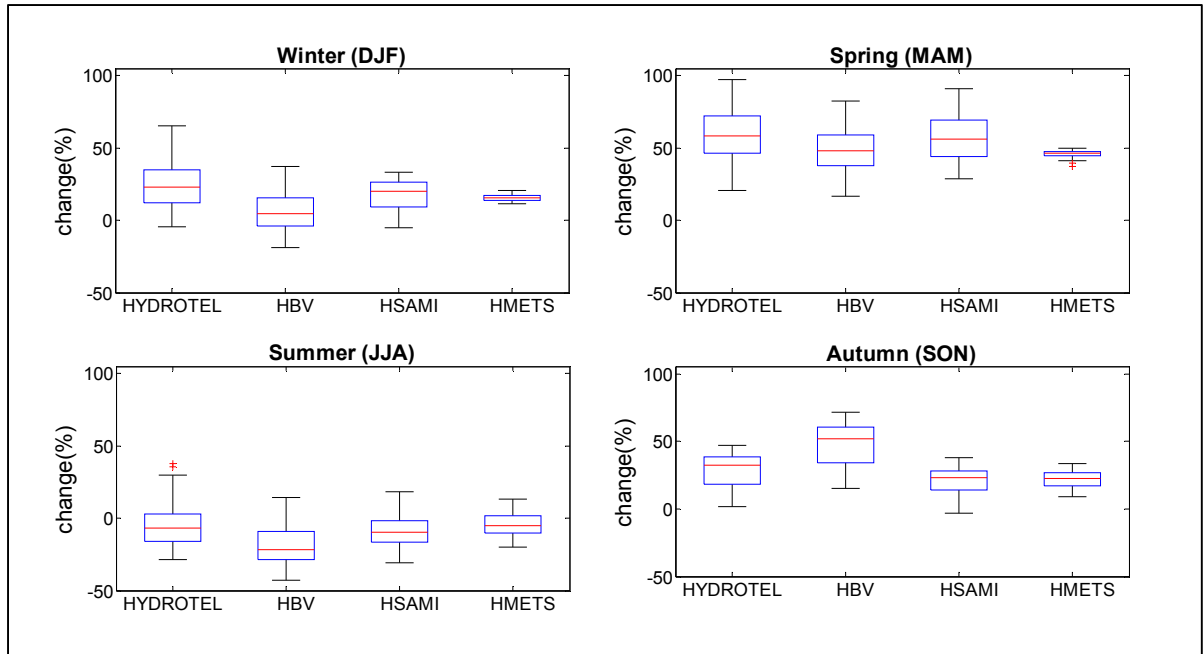 Winter (DJF)
100
50
0
-50
change(%)
HYDROTEL HBV HSAMI HMETS
Spring (MAM)
100
50
0
-50
change(%)
HYDROTEL HBV HSAMI HMETS
Summer (JJA)
100
50
0
-50
change(%)
HYDROTEL HBV HSAMI HMETS
Autumn (SON)
100
50
0
-50
change(%)
HYDROTEL HBV HSAMI HMETS